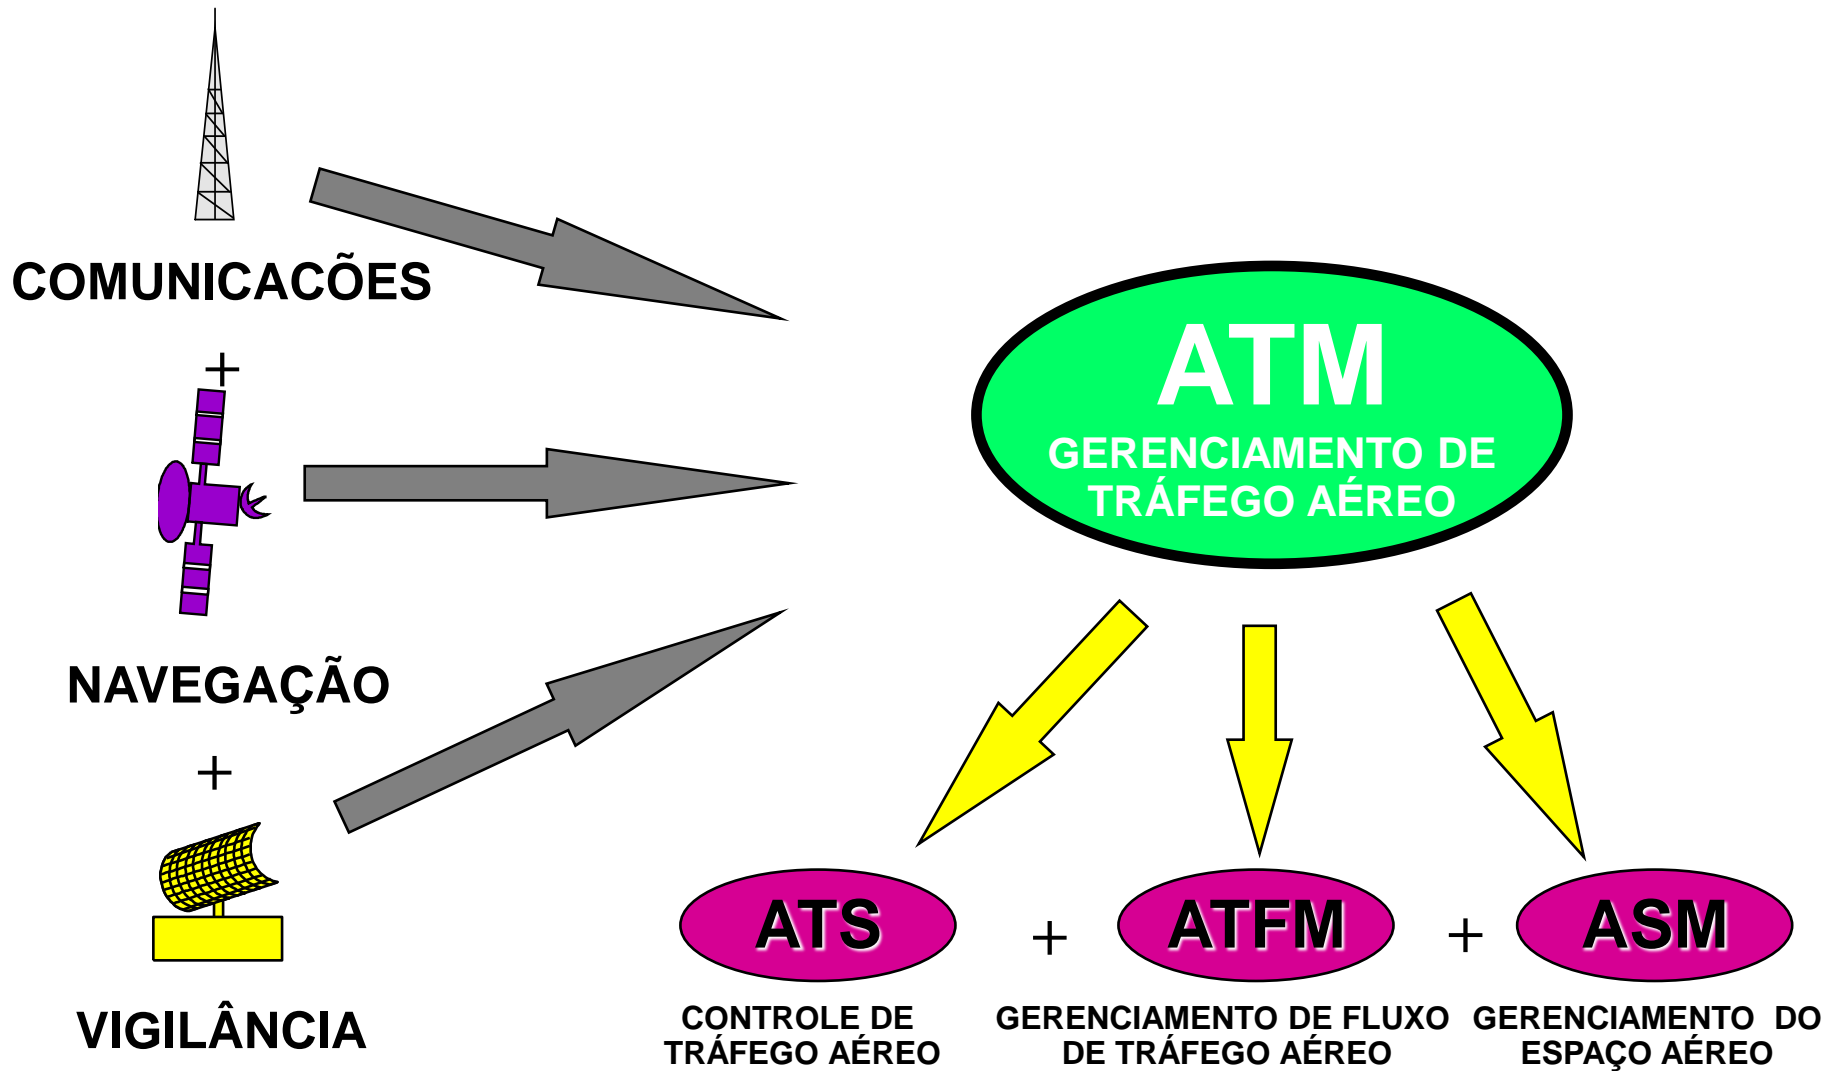 COMUNICACÕES
+
NAVEGAÇÃO
+
VIGILÂNCIA
ATM
GERENCIAMENTO DE
TRÁFEGO AÉREO
ATS + ATFM + ASM
CONTROLE DE
TRÁFEGO AÉREO
GERENCIAMENTO DE FLUXO
DE TRÁFEGO AÉREO
GERENCIAMENTO DO
ESPAÇO AÉREO